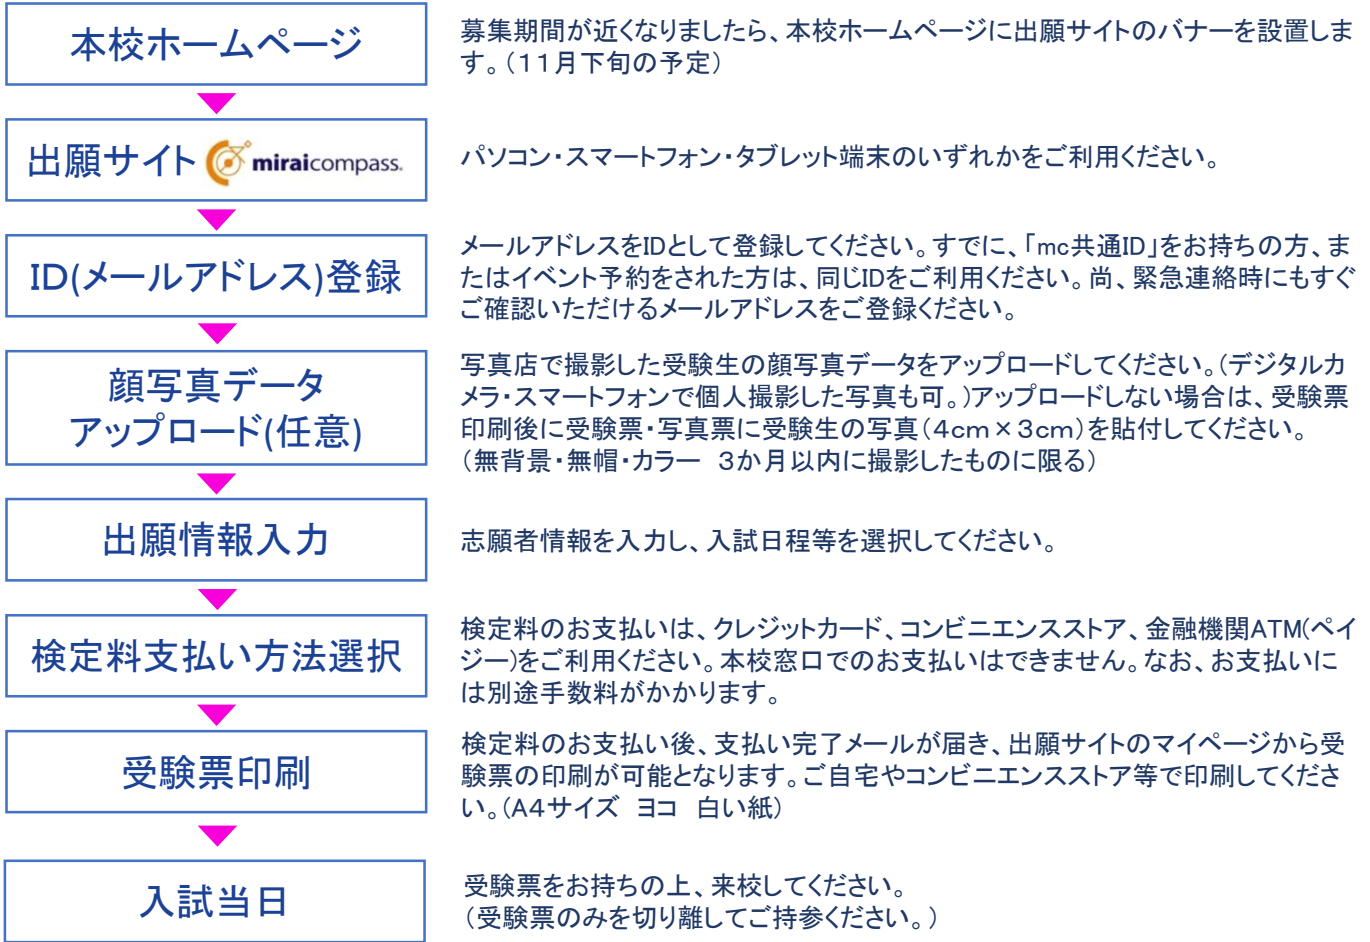 本校ホームページ
募集期間が近くなりましたら、本校ホームページに出願サイトのバナーを設置しま
す。（１１月下旬の予定）
出願サイト miraicompass.
パソコン・スマートフォン・タブレット端末のいずれかをご利用ください。
ID(メールアドレス)登録
メールアドレスをIDとして登録してください。すでに、「mc共通ID」をお持ちの方、ま
たはイベント予約をされた方は、同じIDをご利用ください。尚、緊急連絡時にもすぐ
ご確認いただけるメールアドレスをご登録ください。
顔写真データ
アップロード(任意)
写真店で撮影した受験生の顔写真データをアップロードしてください。（デジタルカ
メラ・スマートフォンで個人撮影した写真も可。）アップロードしない場合は、受験票
印刷後に受験票・写真票に受験生の写真（４ｃｍ×３ｃｍ）を貼付してください。
（無背景・無帽・カラー　３か月以内に撮影したものに限る）
出願情報入力
志願者情報を入力し、入試日程等を選択してください。
検定料支払い方法選択
検定料のお支払いは、クレジットカード、コンビニエンスストア、金融機関ATM(ペイ
ジー)をご利用ください。本校窓口でのお支払いはできません。なお、お支払いに
は別途手数料がかかります。
受験票印刷
検定料のお支払い後、支払い完了メールが届き、出願サイトのマイページから受
験票の印刷が可能となります。ご自宅やコンビニエンスストア等で印刷してくださ
い。（A４サイズ　ヨコ　白い紙）
入試当日
受験票をお持ちの上、来校してください。
（受験票のみを切り離してご持参ください。）